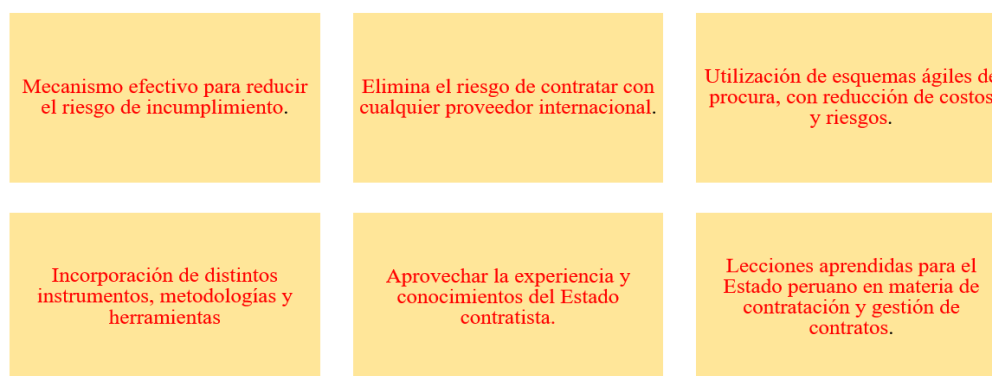 Mecanismo efectivo para reducir
el riesgo de incumplimiento.
Elimina el riesgo de contratar con
cualquier proveedor internacional.
Utilización de esquemas ágiles de
procura, con reducción de costos
y riesgos.
Incorporación de distintos
instrumentos, metodologías y
herramientas
Aprovechar la experiencia y
conocimientos del Estado
contratista.
Lecciones aprendidas para el
Estado peruano en materia de
contratación y gestión de
contratos.